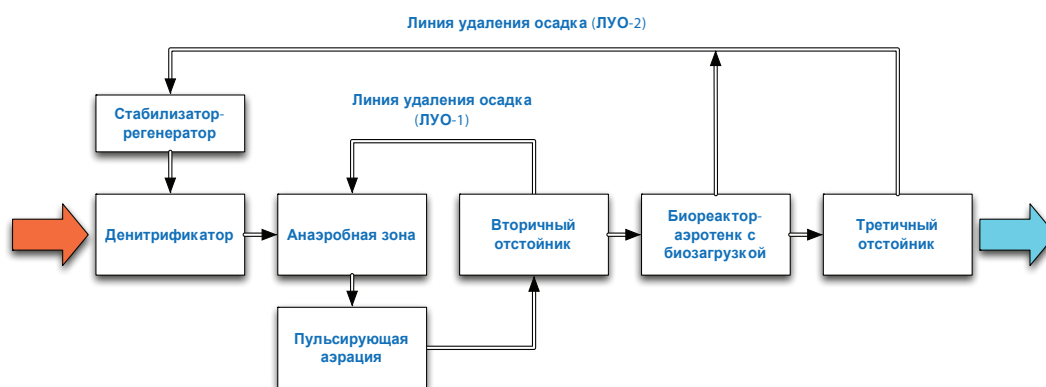 Линия удаления осадка (ЛУО-2)
Стабилизатор-
регенератор
Линия удаления осадка
(ЛУО-1)
Денитрификатор
Анаэробная зона
Вторичный
отстойник
Биореактор-
аэротенк с
биозагрузкой
Третичный
отстойник
Пульсирующая
аэрация